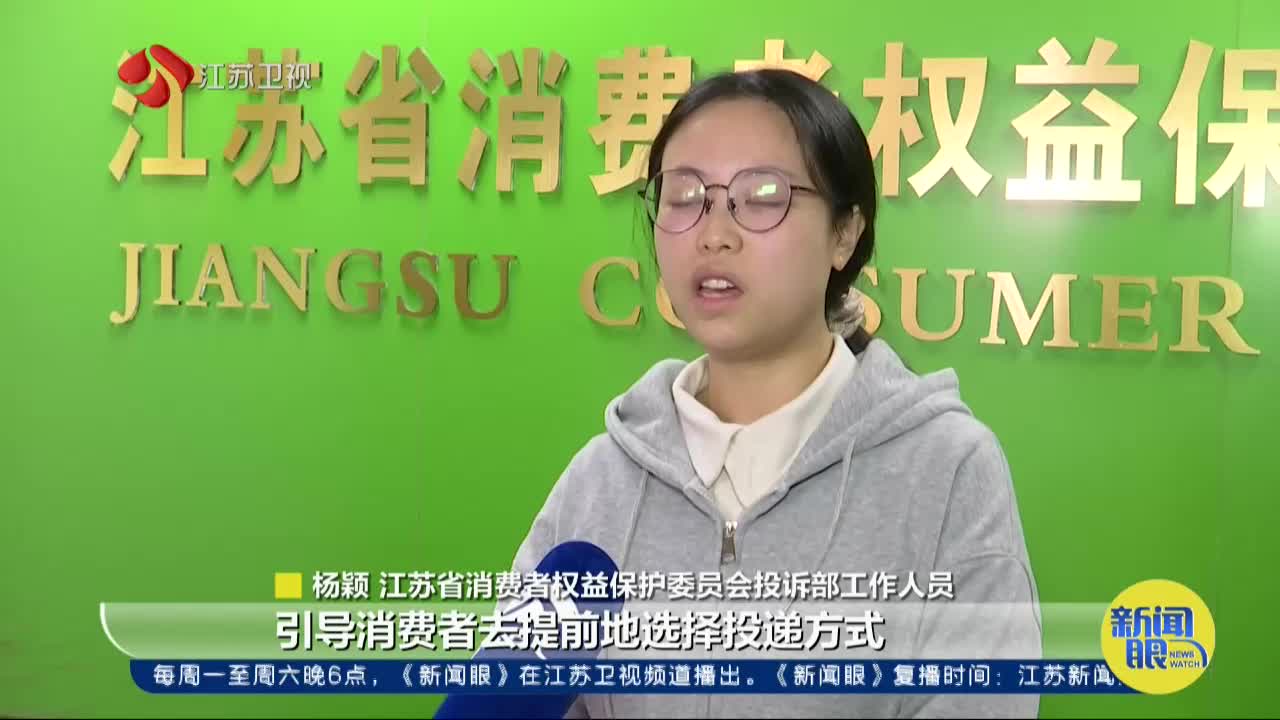 江苏卫视
江苏省消费者权益保
JIANGSU CONSUMER
杨颖 江苏省消费者权益保护委员会投诉部工作人员
引导消费者去提前地选择投递方式
每周一至周六晚6点，《新闻眼》在江苏卫视频道播出。《新闻眼》复播时间：江苏新闻
新闻眼
NEWS
WATCH